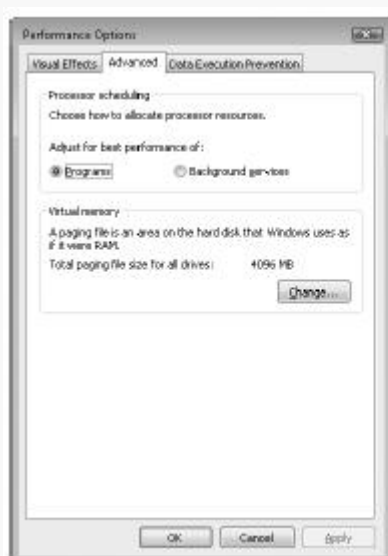 Performance Options
Visual Effects Advanced Data Execution Prevention
Processor scheduling
Choose how to allocate processor resources.
Adjust for best performance of:
Programs Background services
Virtual memory
A paging file is an area on the hard disk that Windows uses as
if it were RAM.
Total paging file size for all drives: 4096 MB
Change...
OK Cancel Apply